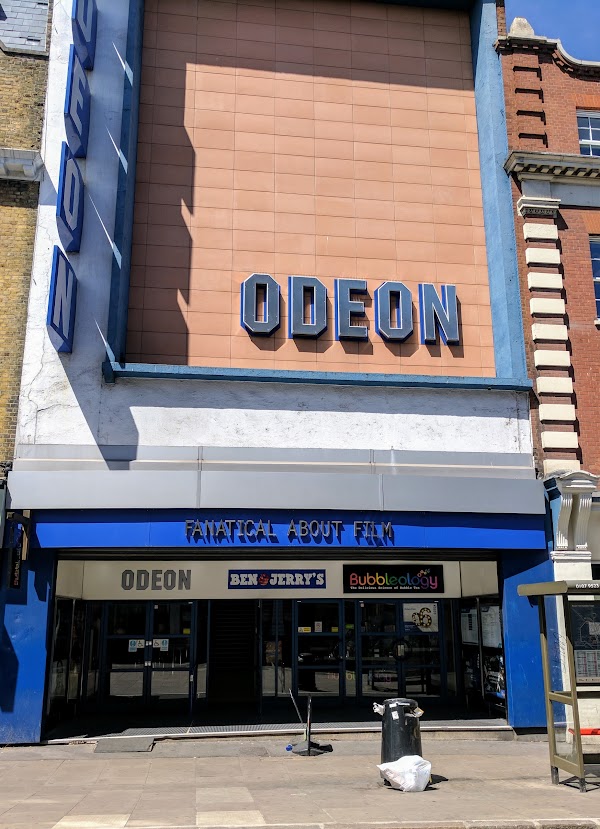 ODEON
ODEON
FANATICAL ABOUT FILM
ODEON
BEN & JERRY'S
Bubbleology
The Delicious Science of Bubble Tea